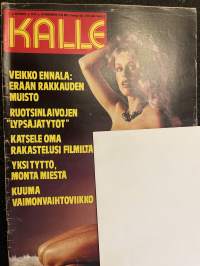 KALLE
VEIKKO ENNALA:
ERÄÄN RAKKAUDEN
MUISTO
RUOTSINLAIVOJEN
"LYPSÄJÄTYTÖT"
KATSELE OMA
RAKASTELUSI FILMILTÄ
YKSI TYTTÖ,
MONTA MIESTÄ
KUUMA
VAIMONVAIHTOVIIKKO